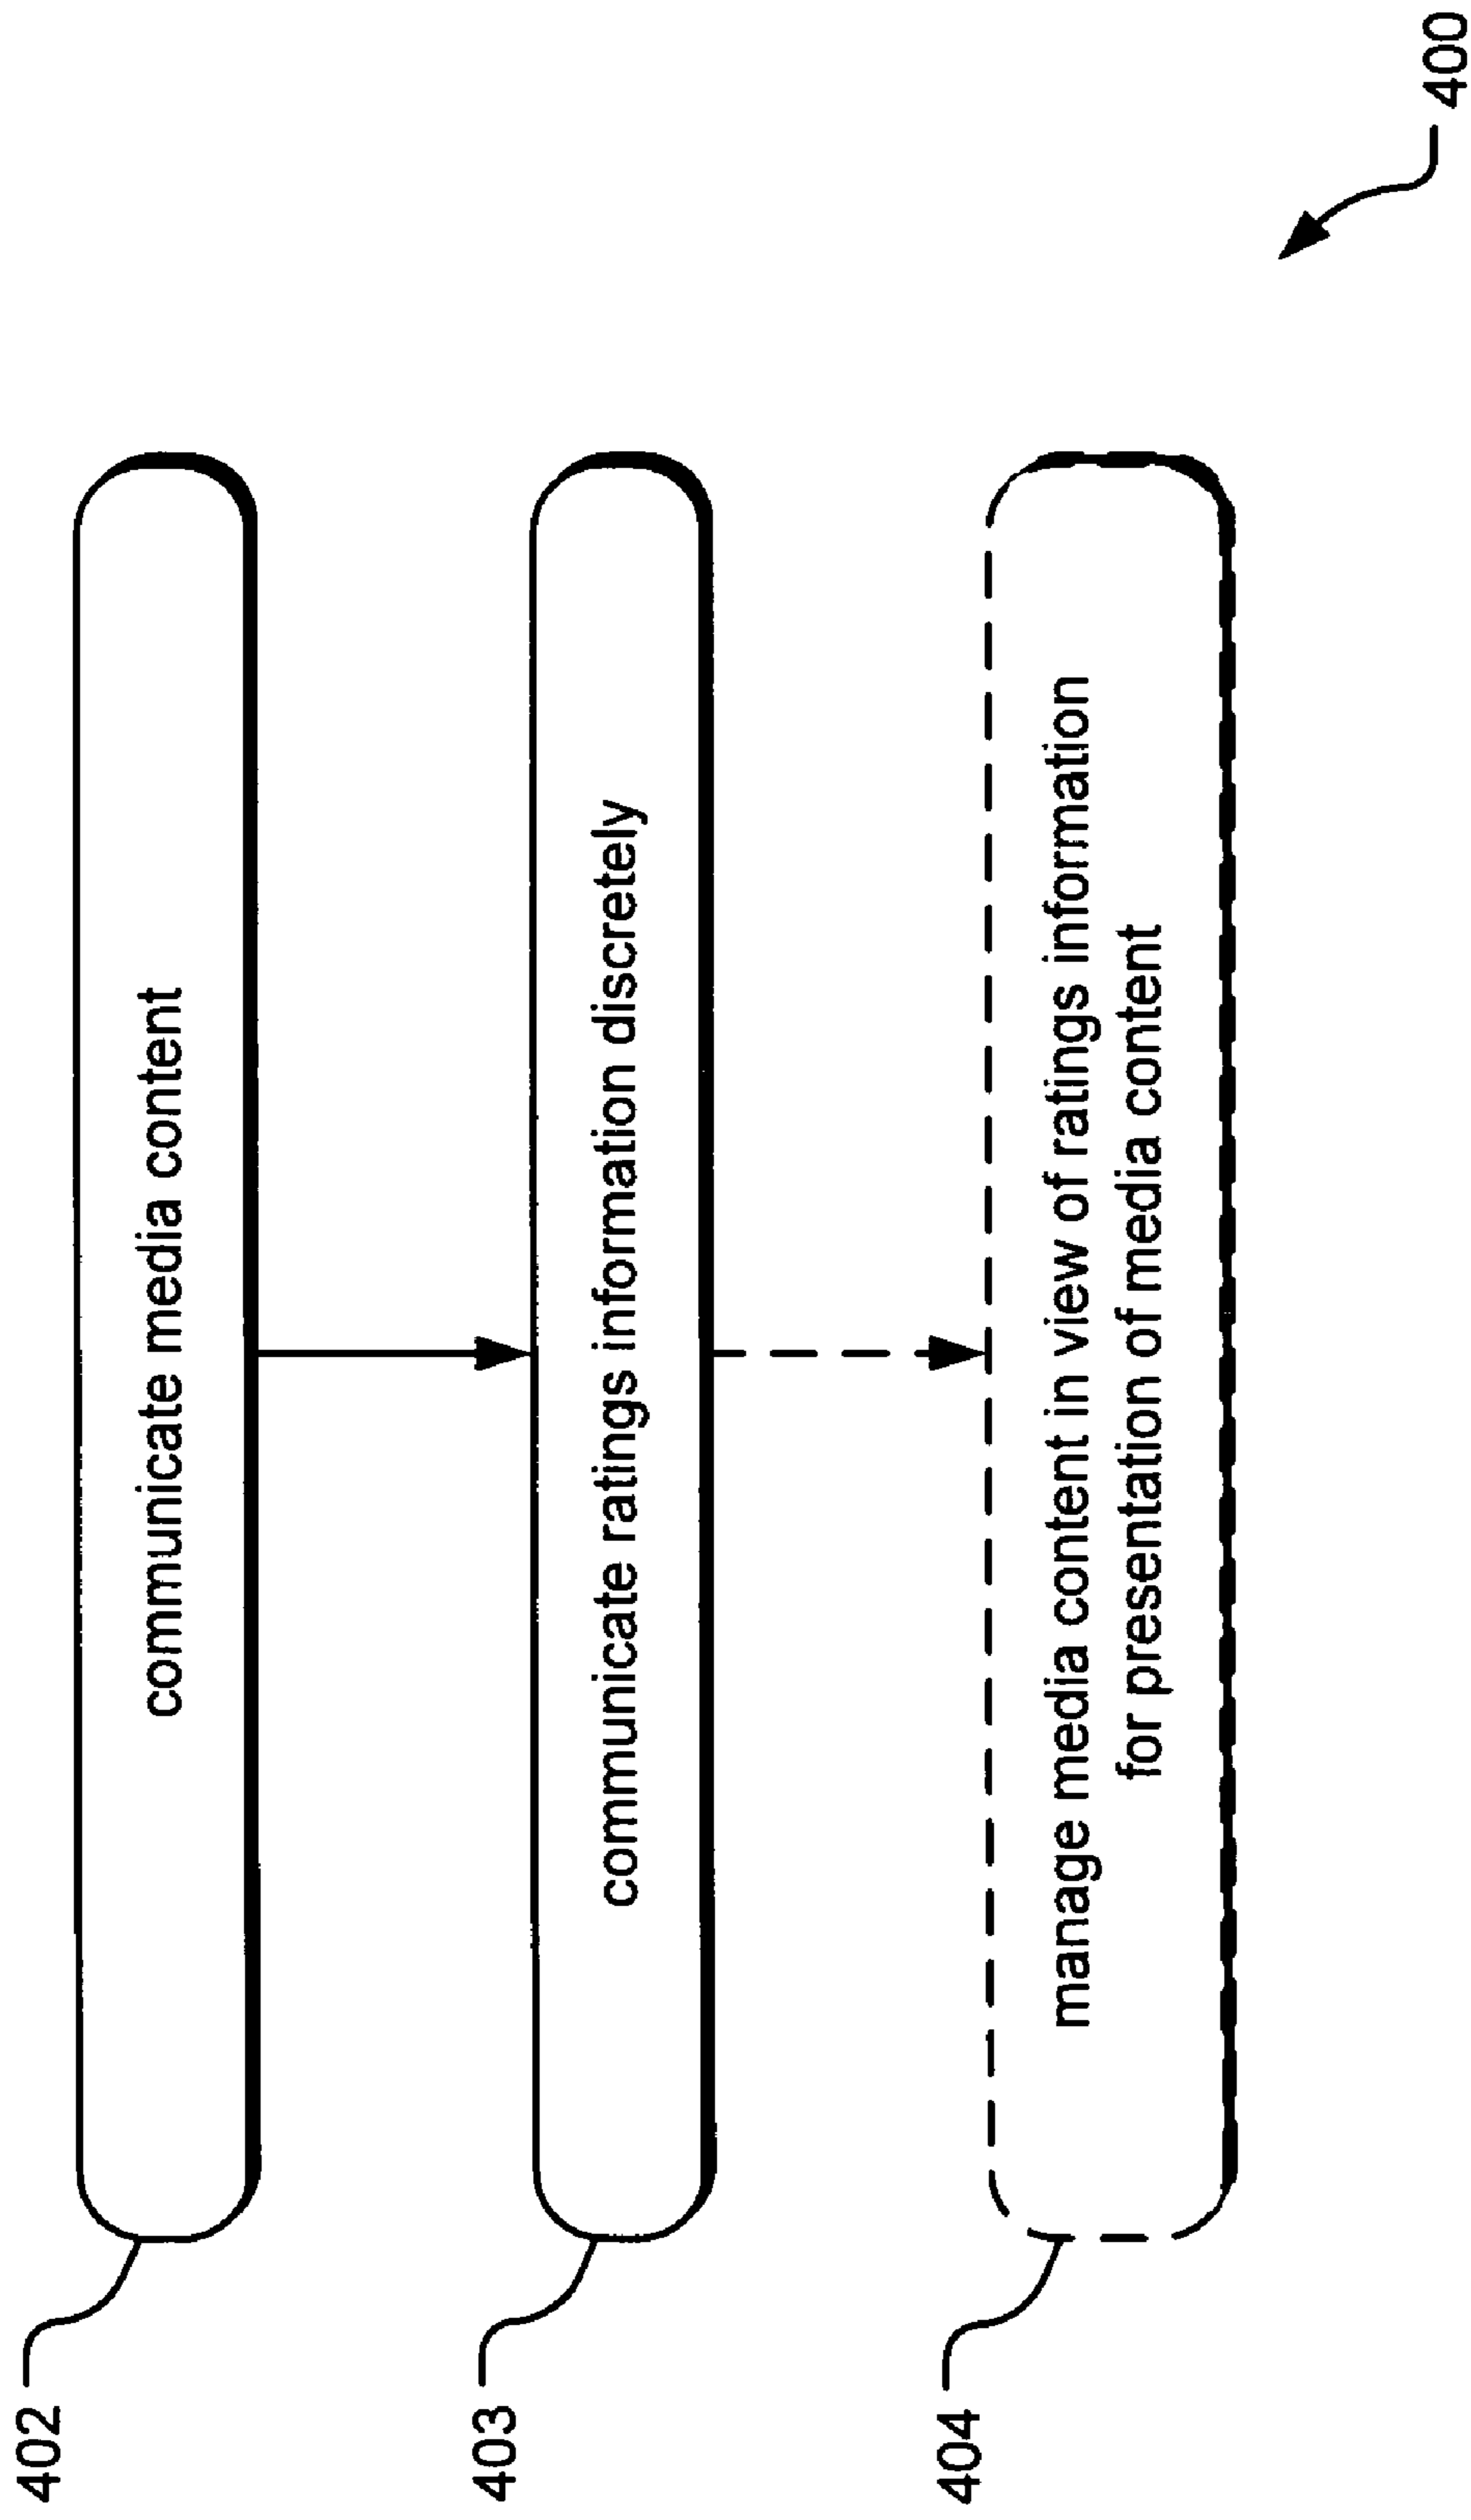 402
communicate media content
403
communicate ratings information discretely
404
manage media content in view of ratings information
for presentation of media content
400